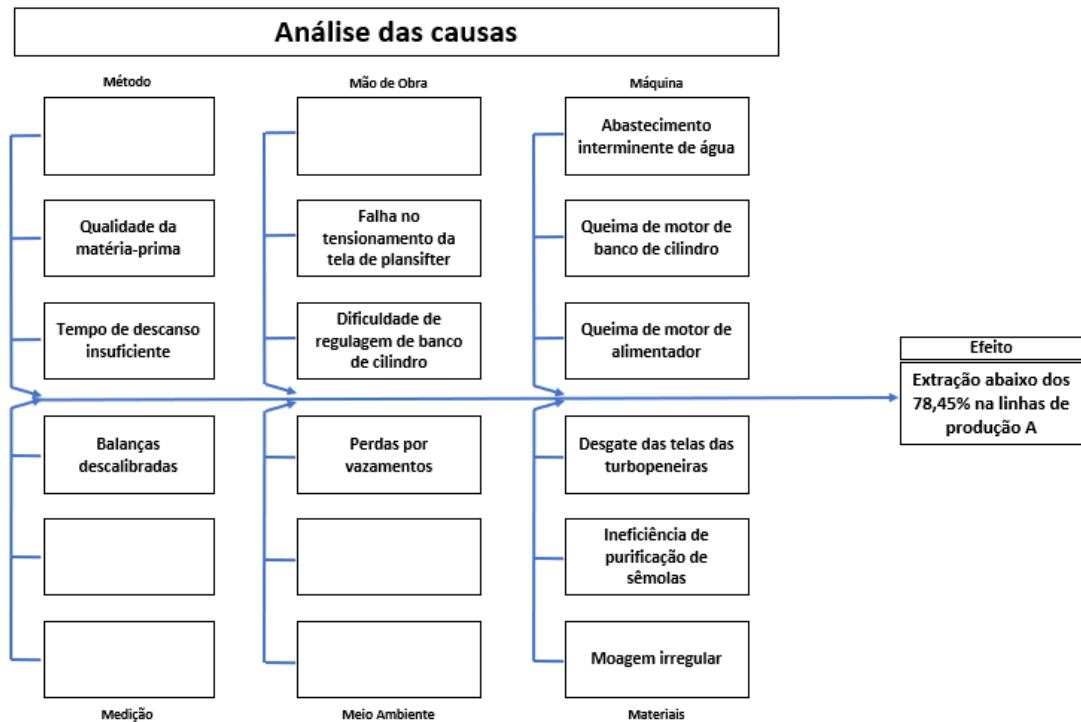 Análise das causas
Método
Mão de Obra
Máquina
Abastecimento
interminente de água
Qualidade da
matéria-prima
Falha no
tensionamento da
tela de plansifter
Queima de motor de
banco de cilindro
Tempo de descanso
insuficiente
Dificuldade de
regulagem de banco
de cilindro
Queima de motor de
alimentador
Efeito
Extração abaixo dos
78,45% na linhas de
produção A
Balanças
descalibradas
Perdas por
vazamentos
Desgate das telas das
turbopeneiras
Ineficiência de
purificação de
sêmolas
Moagem irregular
Medição
Meio Ambiente
Materiais